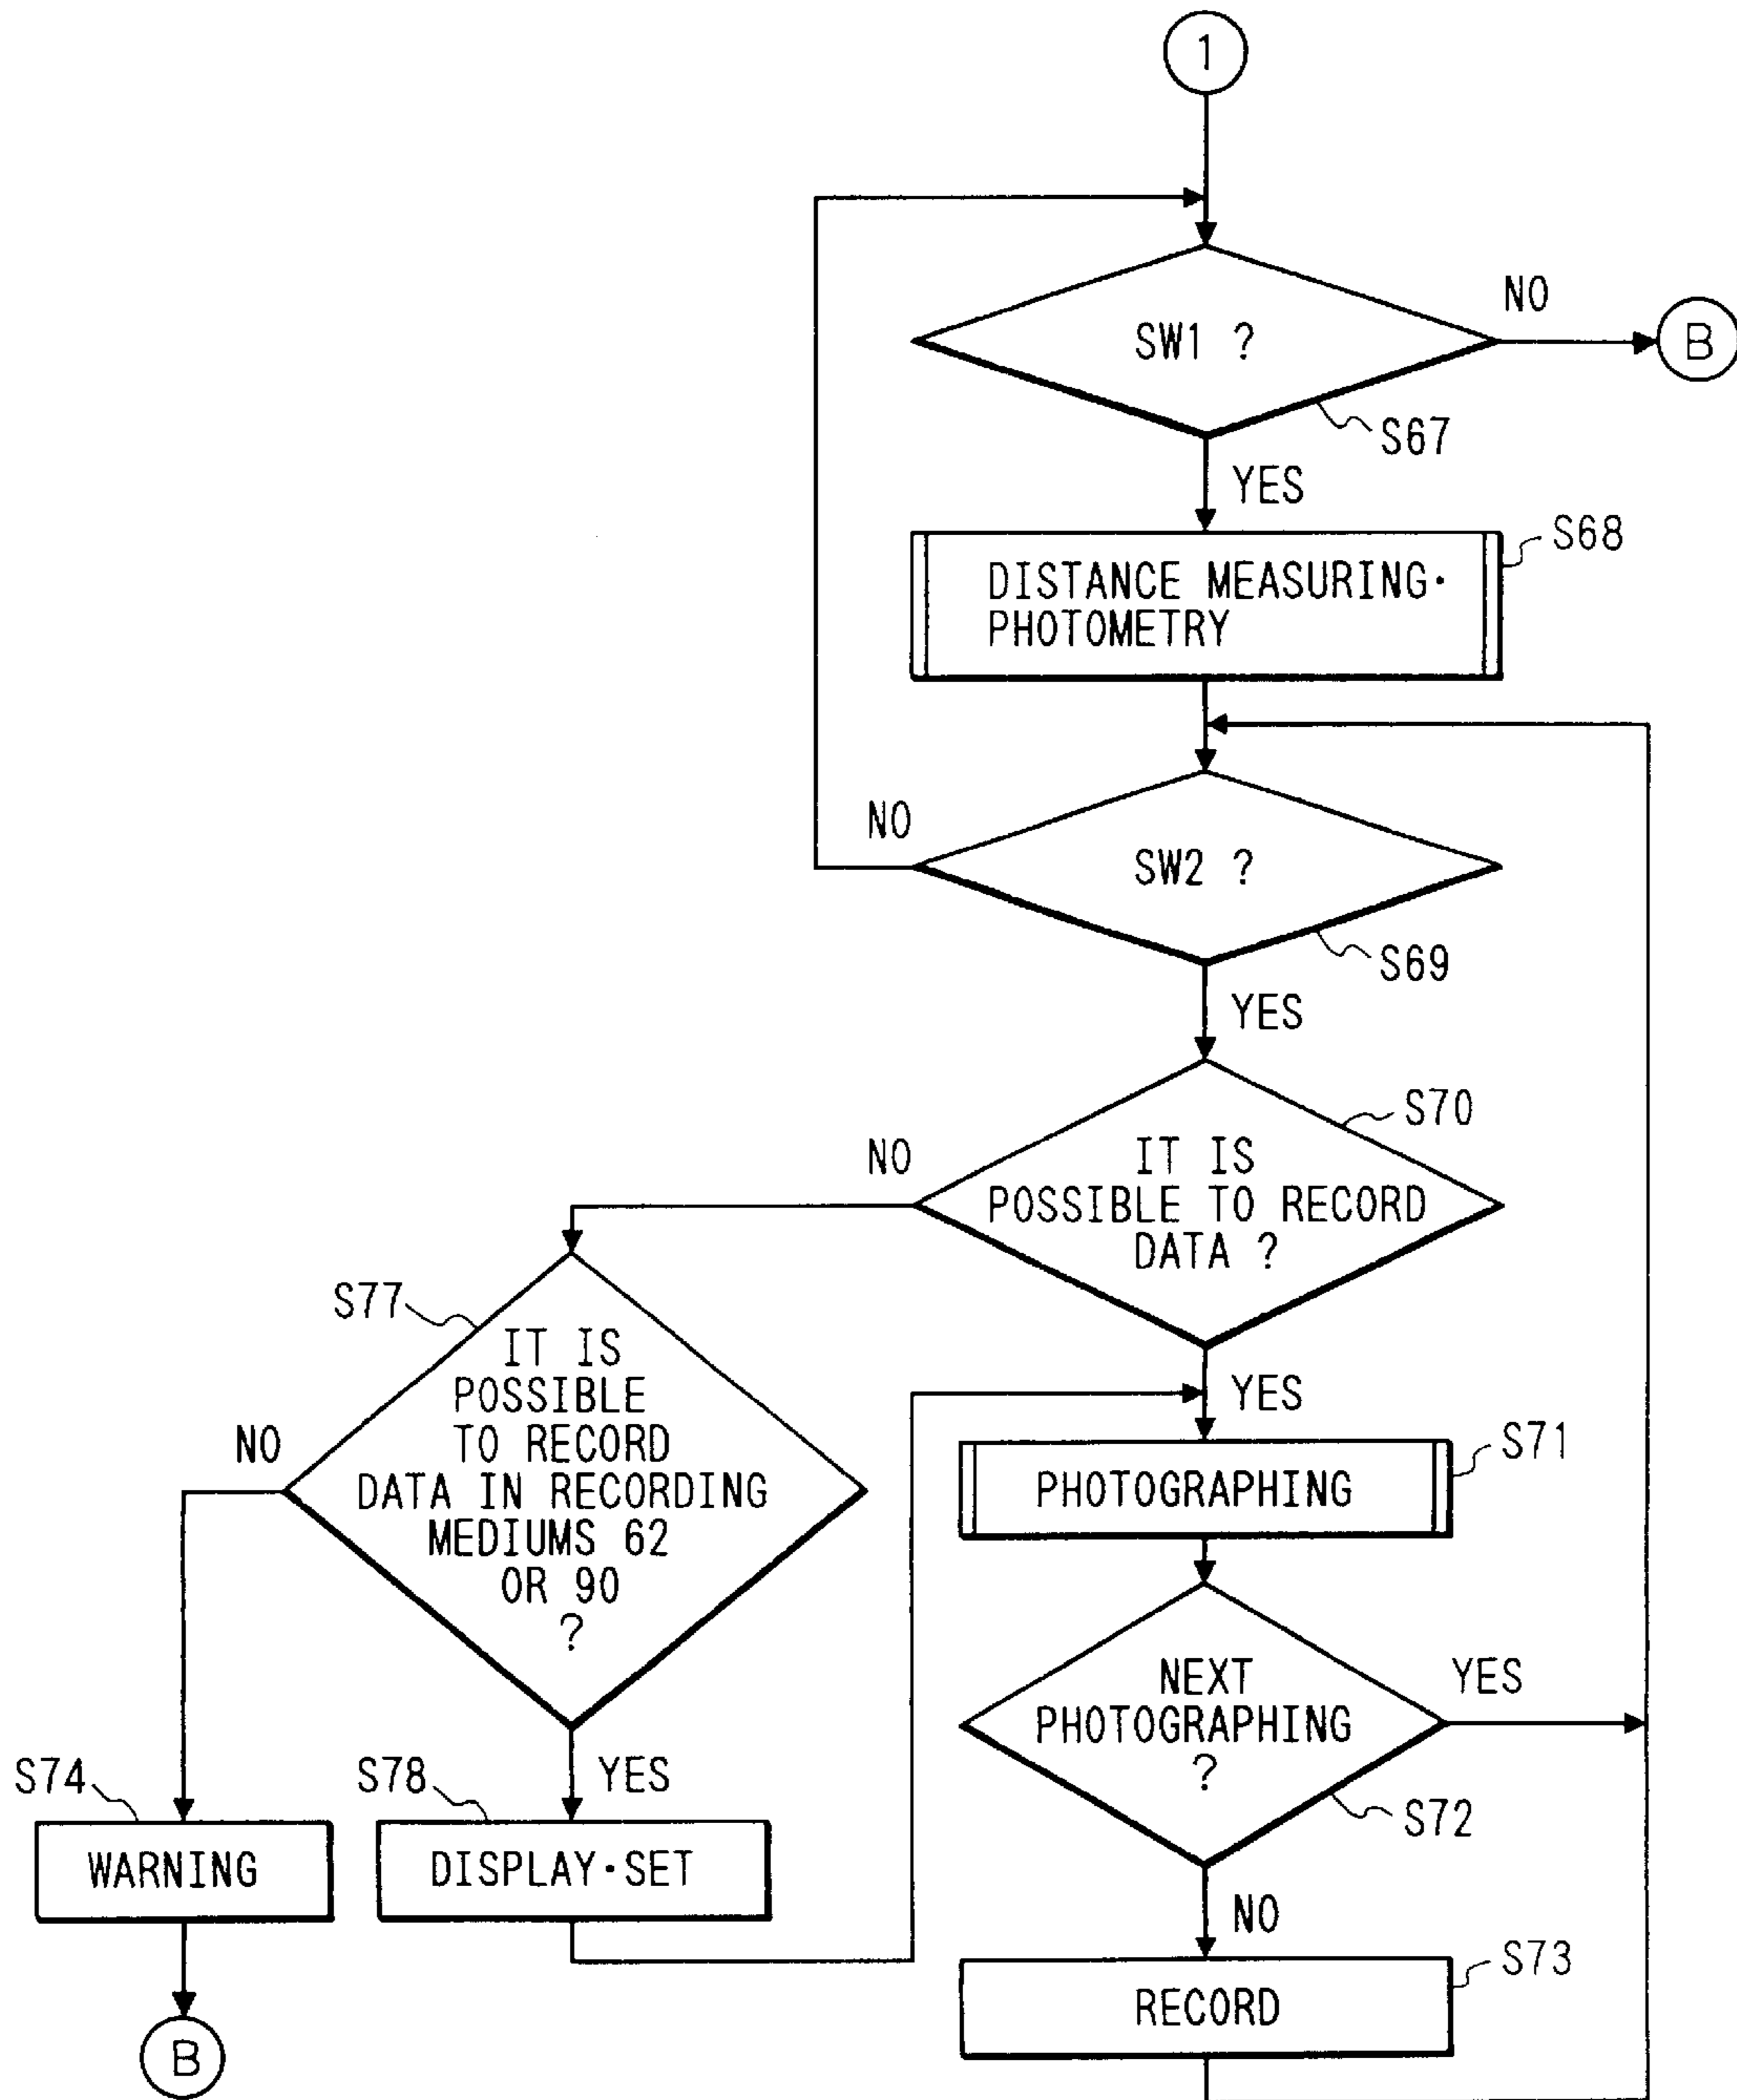 1
SW1 ?
NO
B
S67
YES
S68
DISTANCE MEASURING·
PHOTOMETRY
NO
SW2 ?
S69
YES
S70
NO
IT IS
POSSIBLE TO RECORD
DATA ?
S77
IT IS
POSSIBLE
TO RECORD
DATA IN RECORDING
MEDIUMS 62
OR 90
?
NO
YES
S71
PHOTOGRAPHING
NEXT
PHOTOGRAPHING
?
YES
S72
S74
S78
YES
WARNING
DISPLAY·SET
NO
S73
RECORD
B